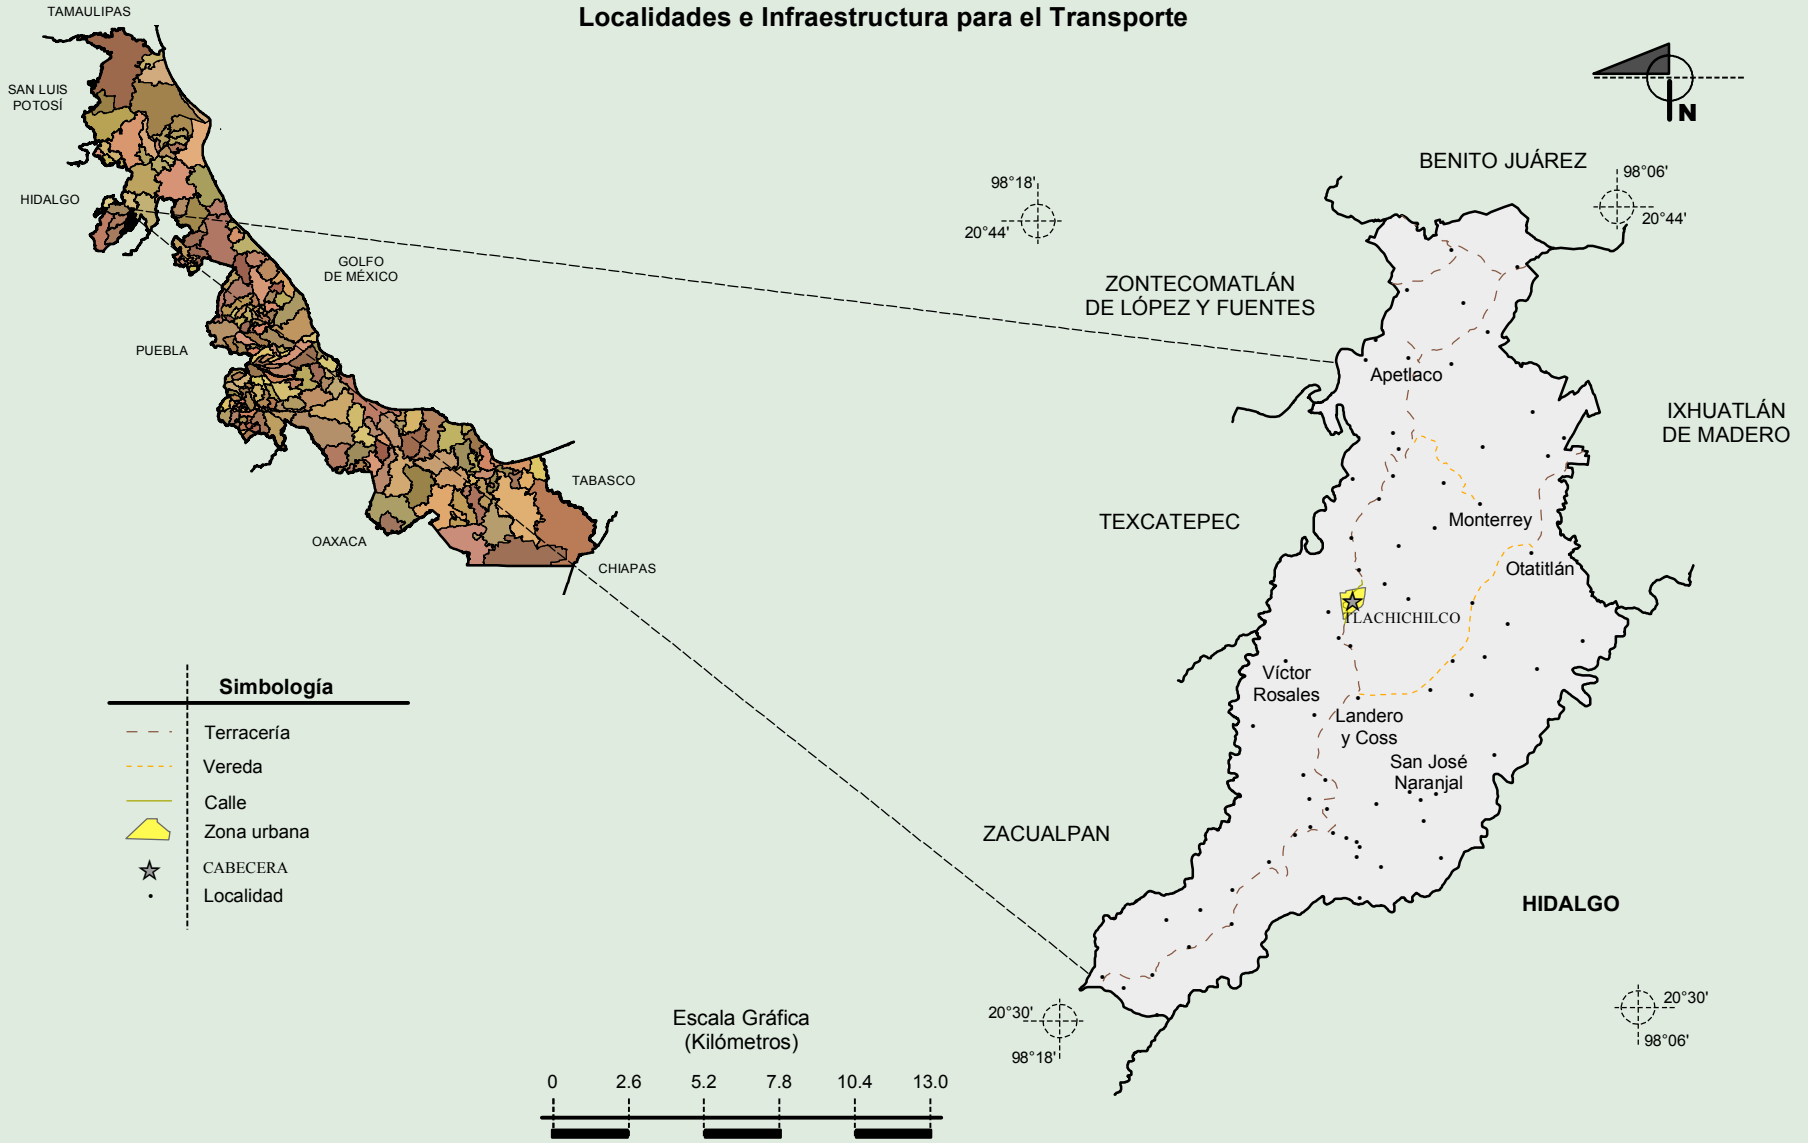 Localidades e Infraestructura para el Transporte
TAMAULIPAS
SAN LUIS
POTOSÍ
HIDALGO
GOLFO
DE MÉXICO
PUEBLA
TABASCO
OAXACA
CHIAPAS
N
BENITO JUÁREZ
98°18'
20°44'
98°06'
20°44'
ZONTECOMATLÁN
DE LÓPEZ Y FUENTES
Apetlaco
IXHUATLÁN
DE MADERO
TEXCATEPEC
Monterrey
Otatitlán
TLACHICHILCO
Víctor
Rosales
Landero
y Coss
San José
Naranjal
ZACUALPAN
HIDALGO
20°30'
98°18'
20°30'
98°06'
Simbología
Terracería
Vereda
Calle
Zona urbana
CABECERA
Localidad
Escala Gráfica
(Kilómetros)
0 2.6 5.2 7.8 10.4 13.0